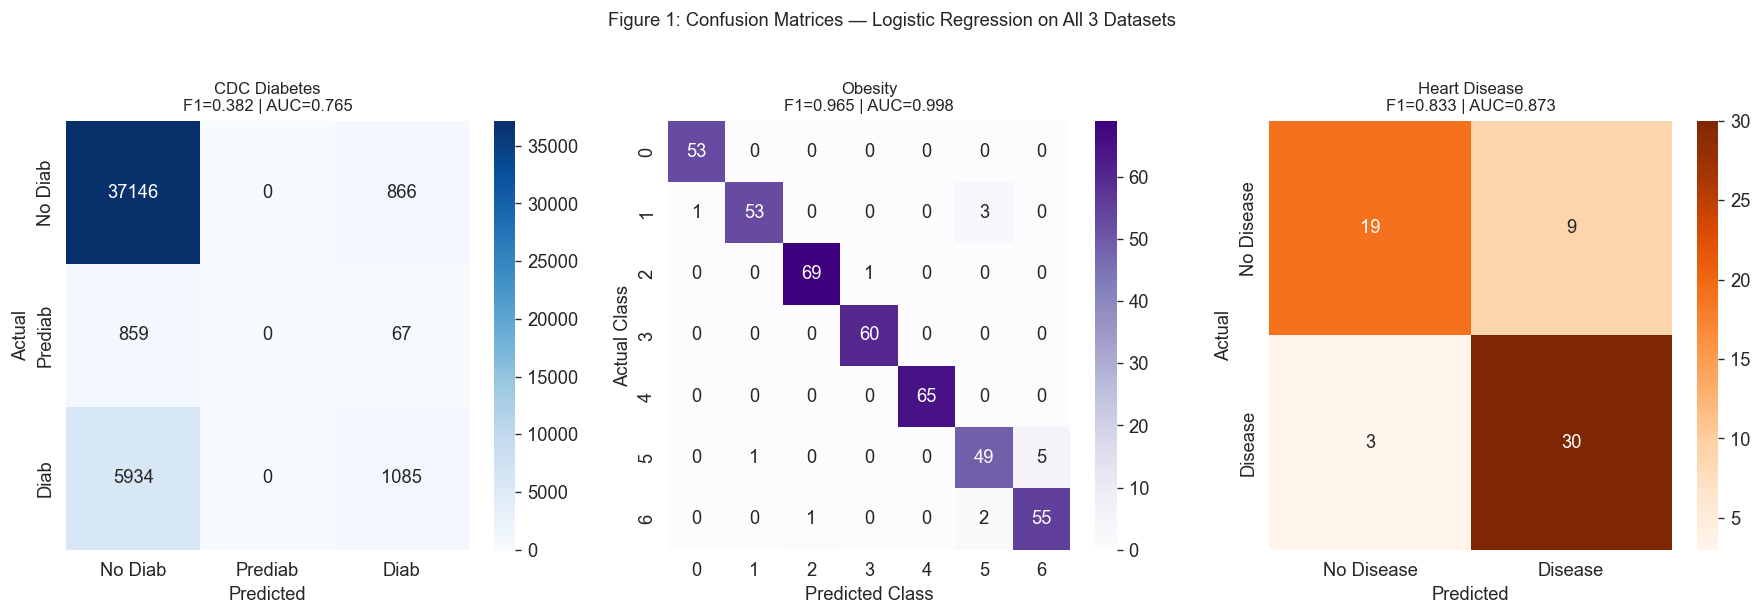 Figure 1: Confusion Matrices — Logistic Regression on All 3 Datasets
CDC Diabetes
F1=0.382 | AUC=0.765
Actual
No Diab
Prediab
Diab
37146 0 866
859 0 67
5934 0 1085
No Diab Prediab Diab
Predicted
35000
30000
25000
20000
15000
10000
5000
0
Obesity
F1=0.965 | AUC=0.998
Actual Class
0 53 0 0 0 0 0 0
1 1 53 0 0 0 3 0
2 0 0 69 1 0 0 0
3 0 0 0 60 0 0 0
4 0 0 0 0 65 0 0
5 0 1 0 0 0 49 5
6 0 0 1 0 0 2 55
0 1 2 3 4 5 6
Predicted Class
60
50
40
30
20
10
0
Heart Disease
F1=0.833 | AUC=0.873
Actual
No Disease
Disease
19 9
3 30
No Disease Disease
Predicted
30
25
20
15
10
5